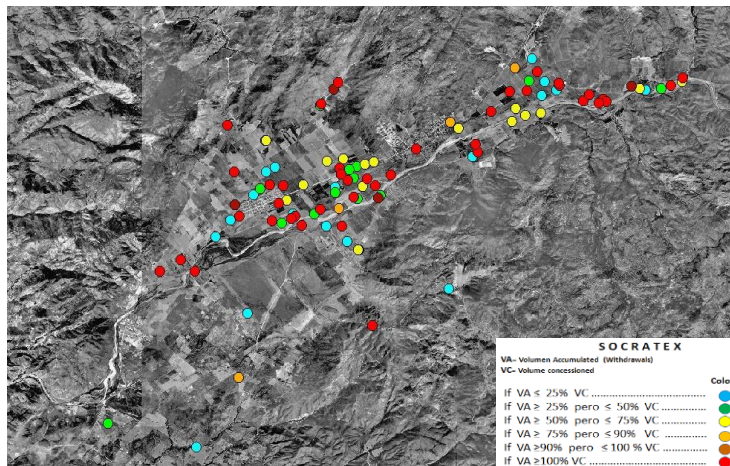 S O C R A T E X
VA= Volumen Accumulated (Withdrawals)
VC= Volume concessioned
Colo
If VA ≤ 25% VC ...............................
If VA ≥ 25% pero ≤ 50% VC ...............
If VA ≥ 50% pero ≤ 75% VC ...............
If VA ≥ 75% pero ≤90% VC ...............
If VA ≥90% pero ≤ 100 % VC ..............
If VA ≥100% VC ...............................